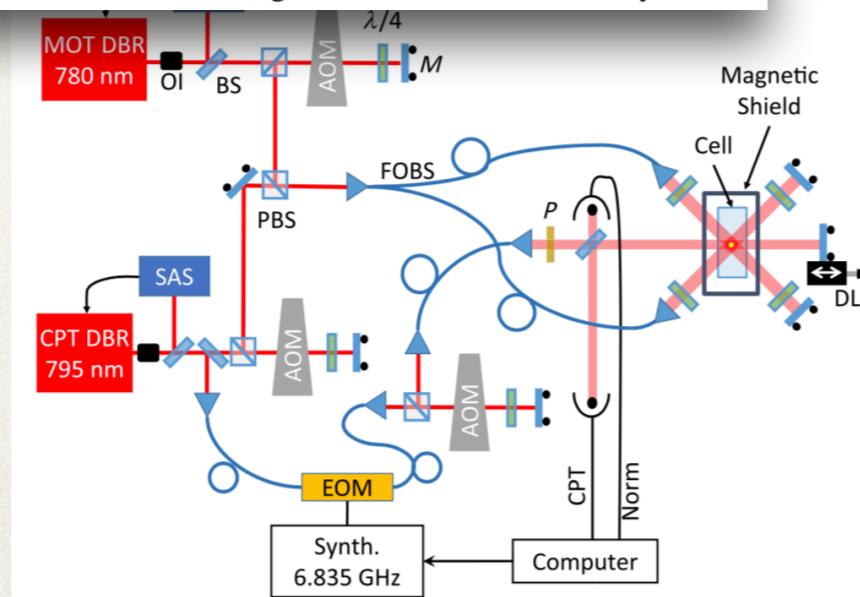 λ/4
MOT DBR
780 nm
OI
BS
AOM
M
Magnetic
Shield
Cell
FOBS
PBS
P
SAS
DL
CPT DBR
795 nm
AOM
AOM
CPT
Norm
EOM
Synth.
6.835 GHz
Computer